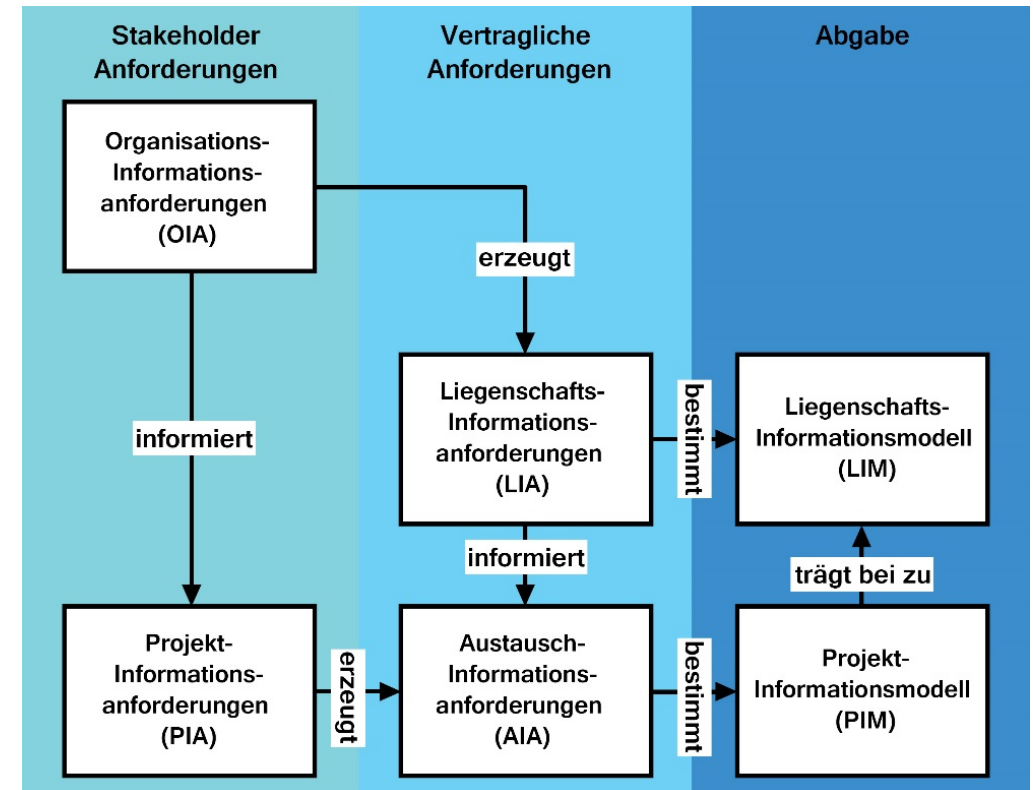 Stakeholder
Anforderungen
Vertragliche
Anforderungen
Abgabe
Organisations-
Informations-
anforderungen
(OIA)
erzeugt
informiert
Liegenschafts-
Informations-
anforderungen
(LIA)
bestimmt
Liegenschafts-
Informationsmodell
(LIM)
informiert
trägt bei zu
Projekt-
Informations-
anforderungen
(PIA)
erzeugt
Austausch-
Informations-
anforderungen
(AIA)
bestimmt
Projekt-
Informationsmodell
(PIM)